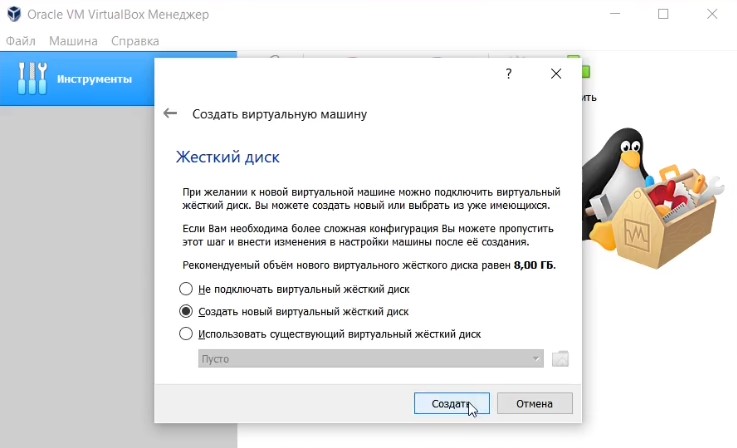 Oracle VM VirtualBox Менеджер
Файл Машина Справка
Инструменты
?
Создать виртуальную машину
Жесткий диск
При желании к новой виртуальной машине можно подключить виртуальный
жёсткий диск. Вы можете создать новый или выбрать из уже имеющихся.
Если Вам необходима более сложная конфигурация Вы можете пропустить
этот шаг и внести изменения в настройки машины после её создания.
Рекомендуемый объём нового виртуального жёсткого диска равен 8,00 ГБ.
Не подключать виртуальный жёсткий диск
Создать новый виртуальный жёсткий диск
Использовать существующий виртуальный жёсткий диск
Пусто
Создать
Отмена